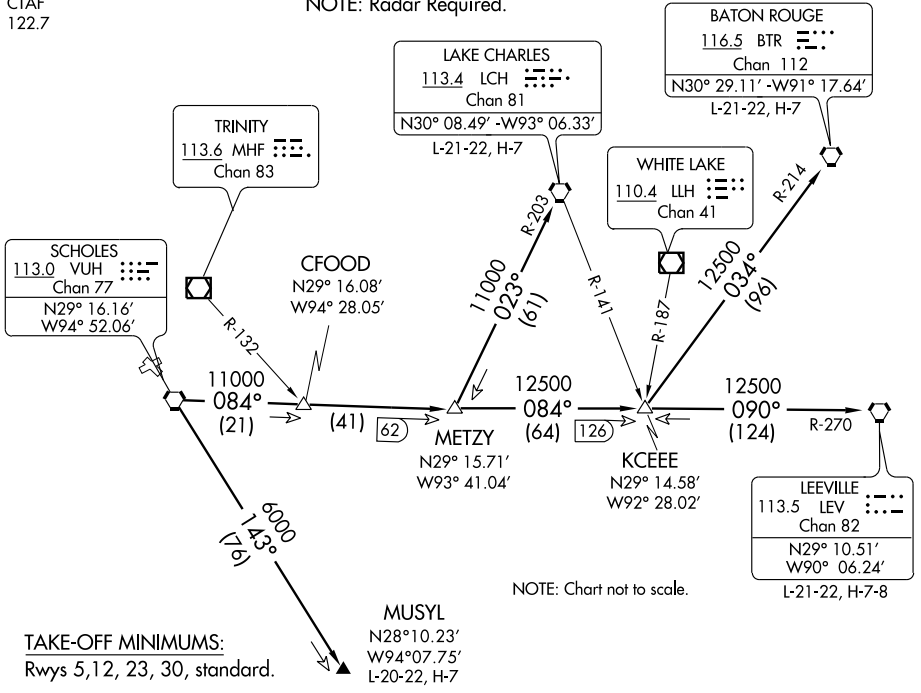 CTAF
122.7
NOTE: Radar Required.
LAKE CHARLES
113.4 LCH
Chan 81
N30° 08.49' -W93° 06.33'
L-21-22, H-7
BATON ROUGE
116.5 BTR
Chan 112
N30° 29.11' -W91° 17.64'
L-21-22, H-7
TRINITY
113.6 MHF
Chan 83
WHITE LAKE
110.4 LLH
Chan 41
SCHOLES
113.0 VUH
Chan 77
N29° 16.16'
W94° 52.06'
CFOOD
N29° 16.08'
W94° 28.05'
R-132
R-203
11000
023°
(61)
R-141
R-187
R-214
12500
034°
(96)
11000
084°
(21)
(41)
62
METZY
N29° 15.71'
W93° 41.04'
12500
084°
(64)
126
KCEEE
N29° 14.58'
W92° 28.02'
12500
090°
(124)
R-270
LEEVILLE
113.5 LEV
Chan 82
N29° 10.51'
W90° 06.24'
L-21-22, H-7-8
6000
143°
(76)
NOTE: Chart not to scale.
MUSYL
N28°10.23'
W94°07.75'
L-20-22, H-7
TAKE-OFF MINIMUMS:
Rwys 5,12, 23, 30, standard.